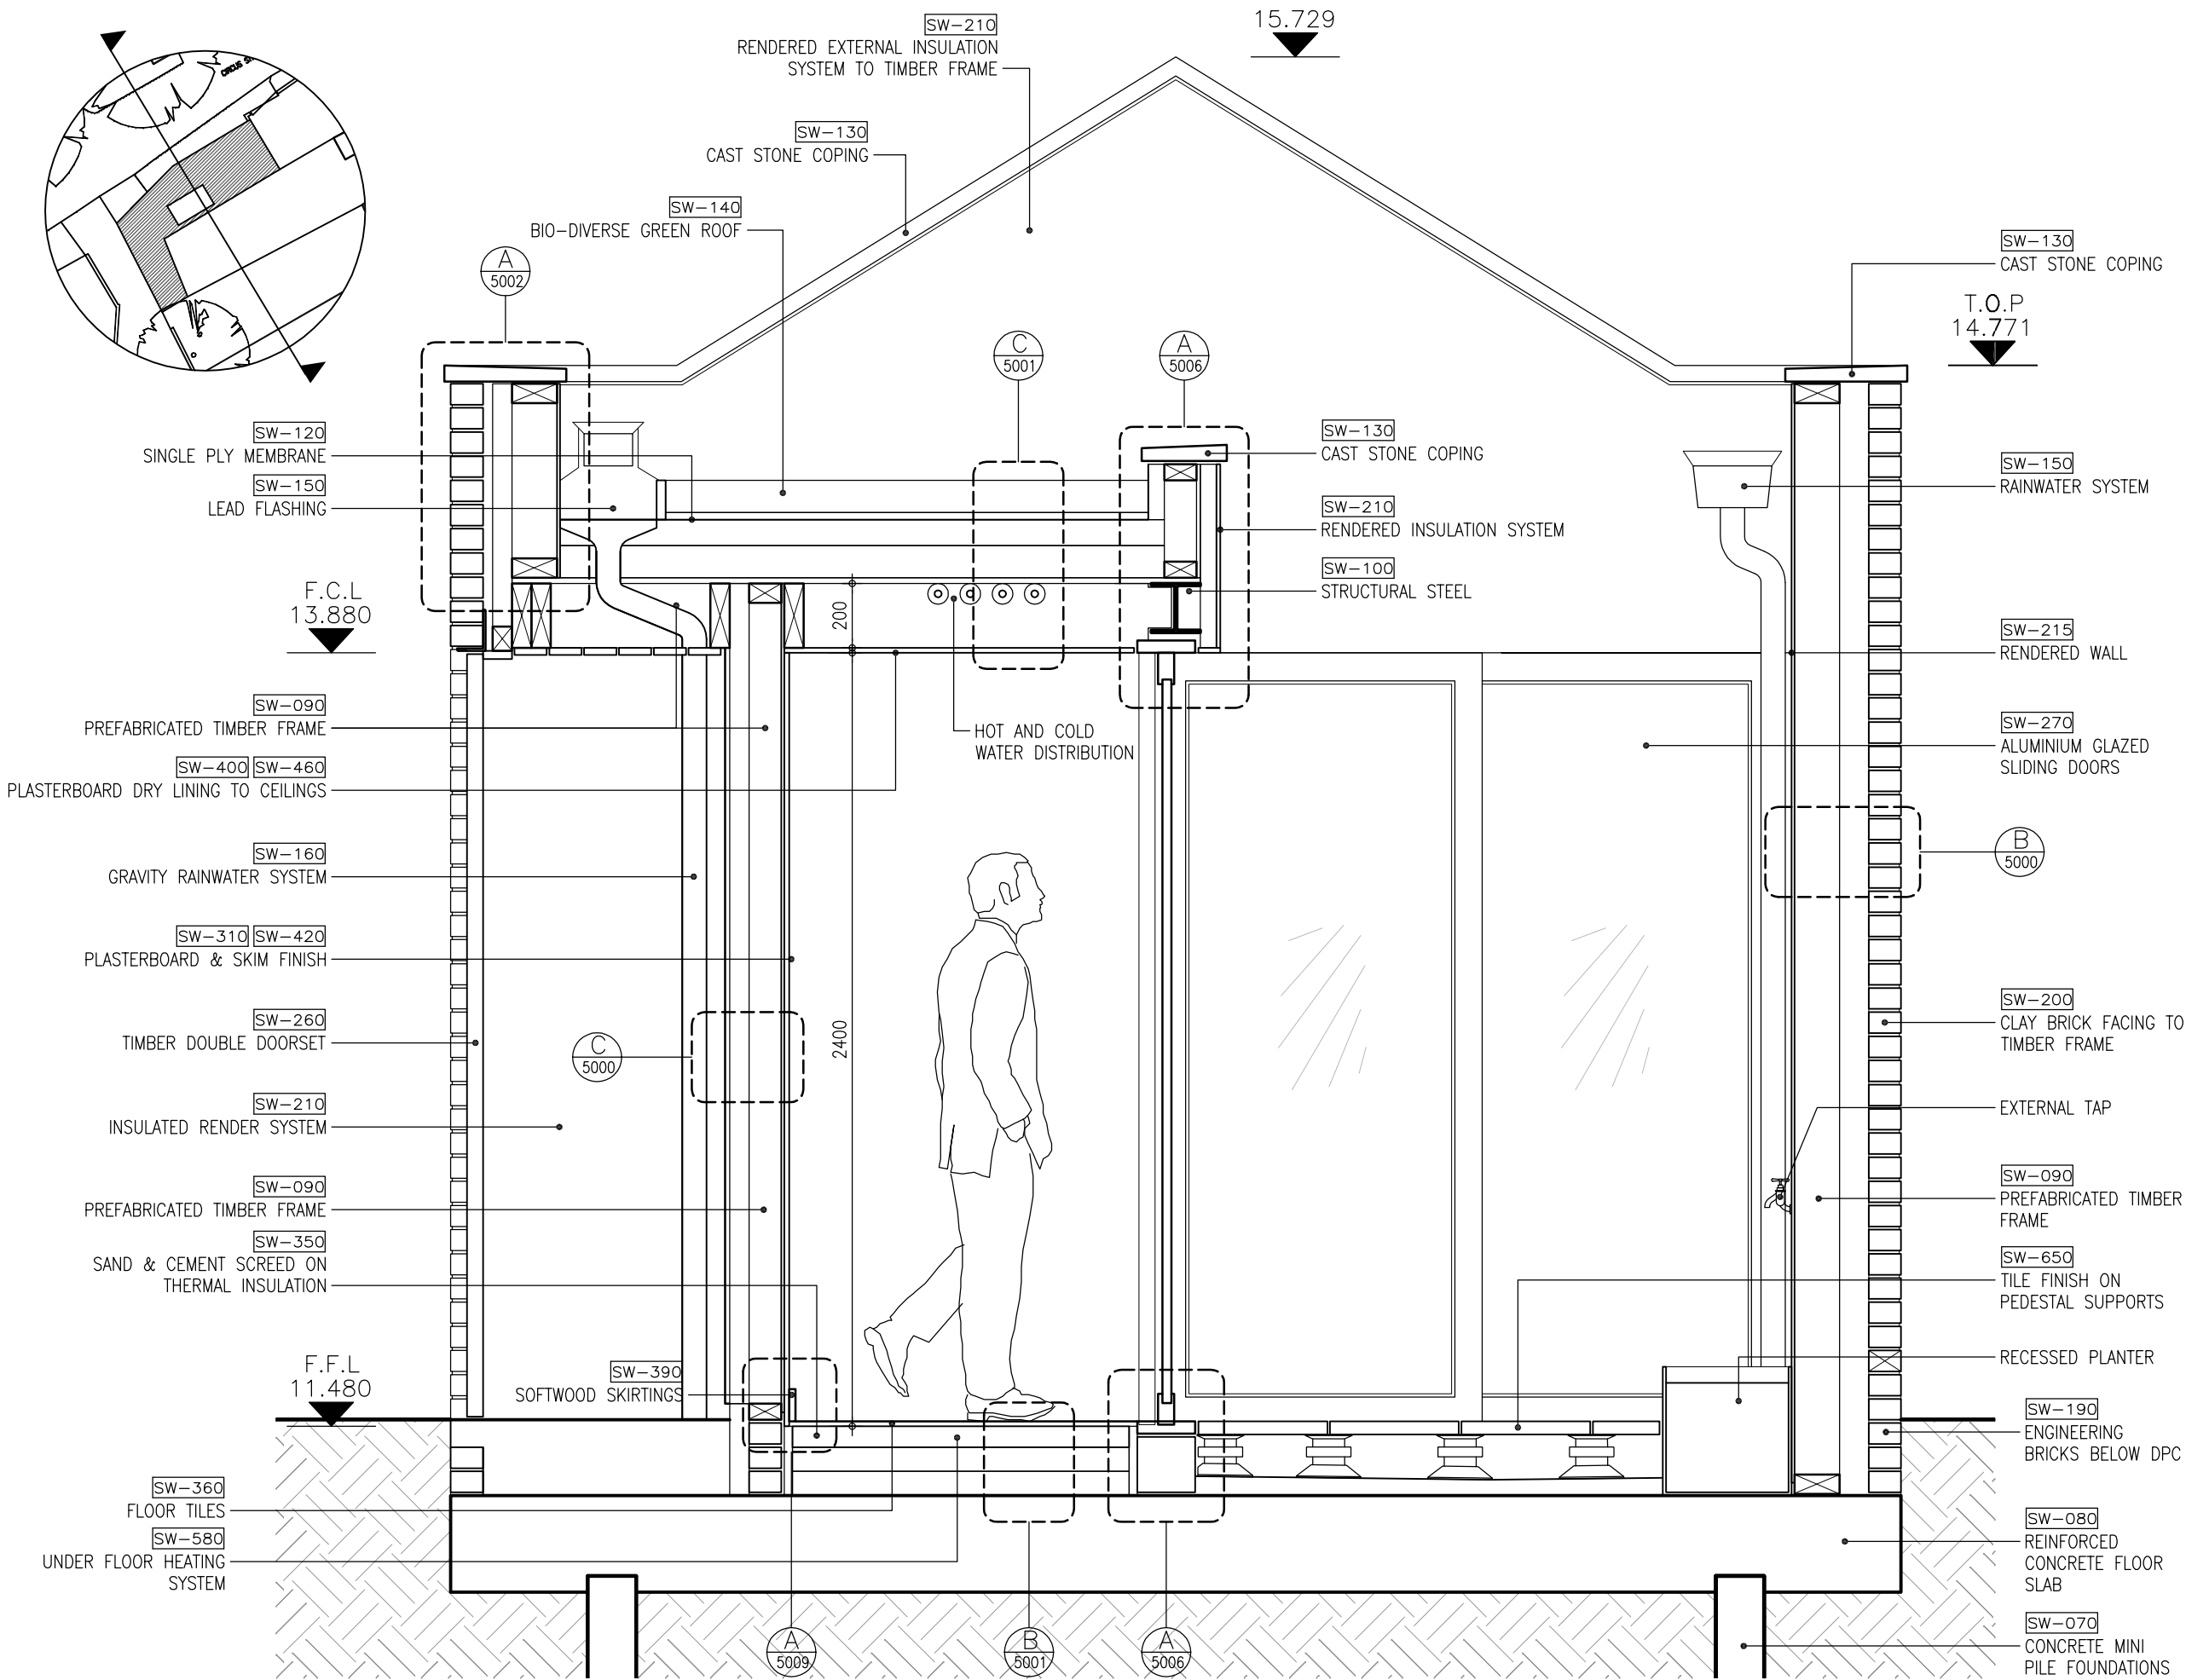 15.729
SW-210
RENDERED EXTERNAL INSULATION
SYSTEM TO TIMBER FRAME
SW-130
CAST STONE COPING
SW-140
BIO-DIVERSE GREEN ROOF
A
5002
C
5001
A
5006
SW-130
CAST STONE COPING
T.O.P
14.771
SW-120
SINGLE PLY MEMBRANE
SW-150
LEAD FLASHING
F.C.L
13.880
SW-090
PREFABRICATED TIMBER FRAME
SW-400 SW-460
PLASTERBOARD DRY LINING TO CEILINGS
SW-160
GRAVITY RAINWATER SYSTEM
SW-310 SW-420
PLASTERBOARD & SKIM FINISH
SW-260
TIMBER DOUBLE DOORSET
SW-210
INSULATED RENDER SYSTEM
SW-090
PREFABRICATED TIMBER FRAME
SW-350
SAND & CEMENT SCREED ON
THERMAL INSULATION
F.F.L
11.480
SW-390
SOFTWOOD SKIRTINGS
SW-360
FLOOR TILES
SW-580
UNDER FLOOR HEATING
SYSTEM
200
2400
C
5000
HOT AND COLD
WATER DISTRIBUTION
SW-130
CAST STONE COPING
SW-210
RENDERED INSULATION SYSTEM
SW-100
STRUCTURAL STEEL
SW-150
RAINWATER SYSTEM
SW-215
RENDERED WALL
SW-270
ALUMINIUM GLAZED
SLIDING DOORS
B
5000
SW-200
CLAY BRICK FACING TO
TIMBER FRAME
EXTERNAL TAP
SW-090
PREFABRICATED TIMBER
FRAME
SW-650
TILE FINISH ON
PEDESTAL SUPPORTS
RECESSED PLANTER
SW-190
ENGINEERING
BRICKS BELOW DPC
SW-080
REINFORCED
CONCRETE FLOOR
SLAB
SW-070
CONCRETE MINI
PILE FOUNDATIONS
A
5009
B
5001
A
5006